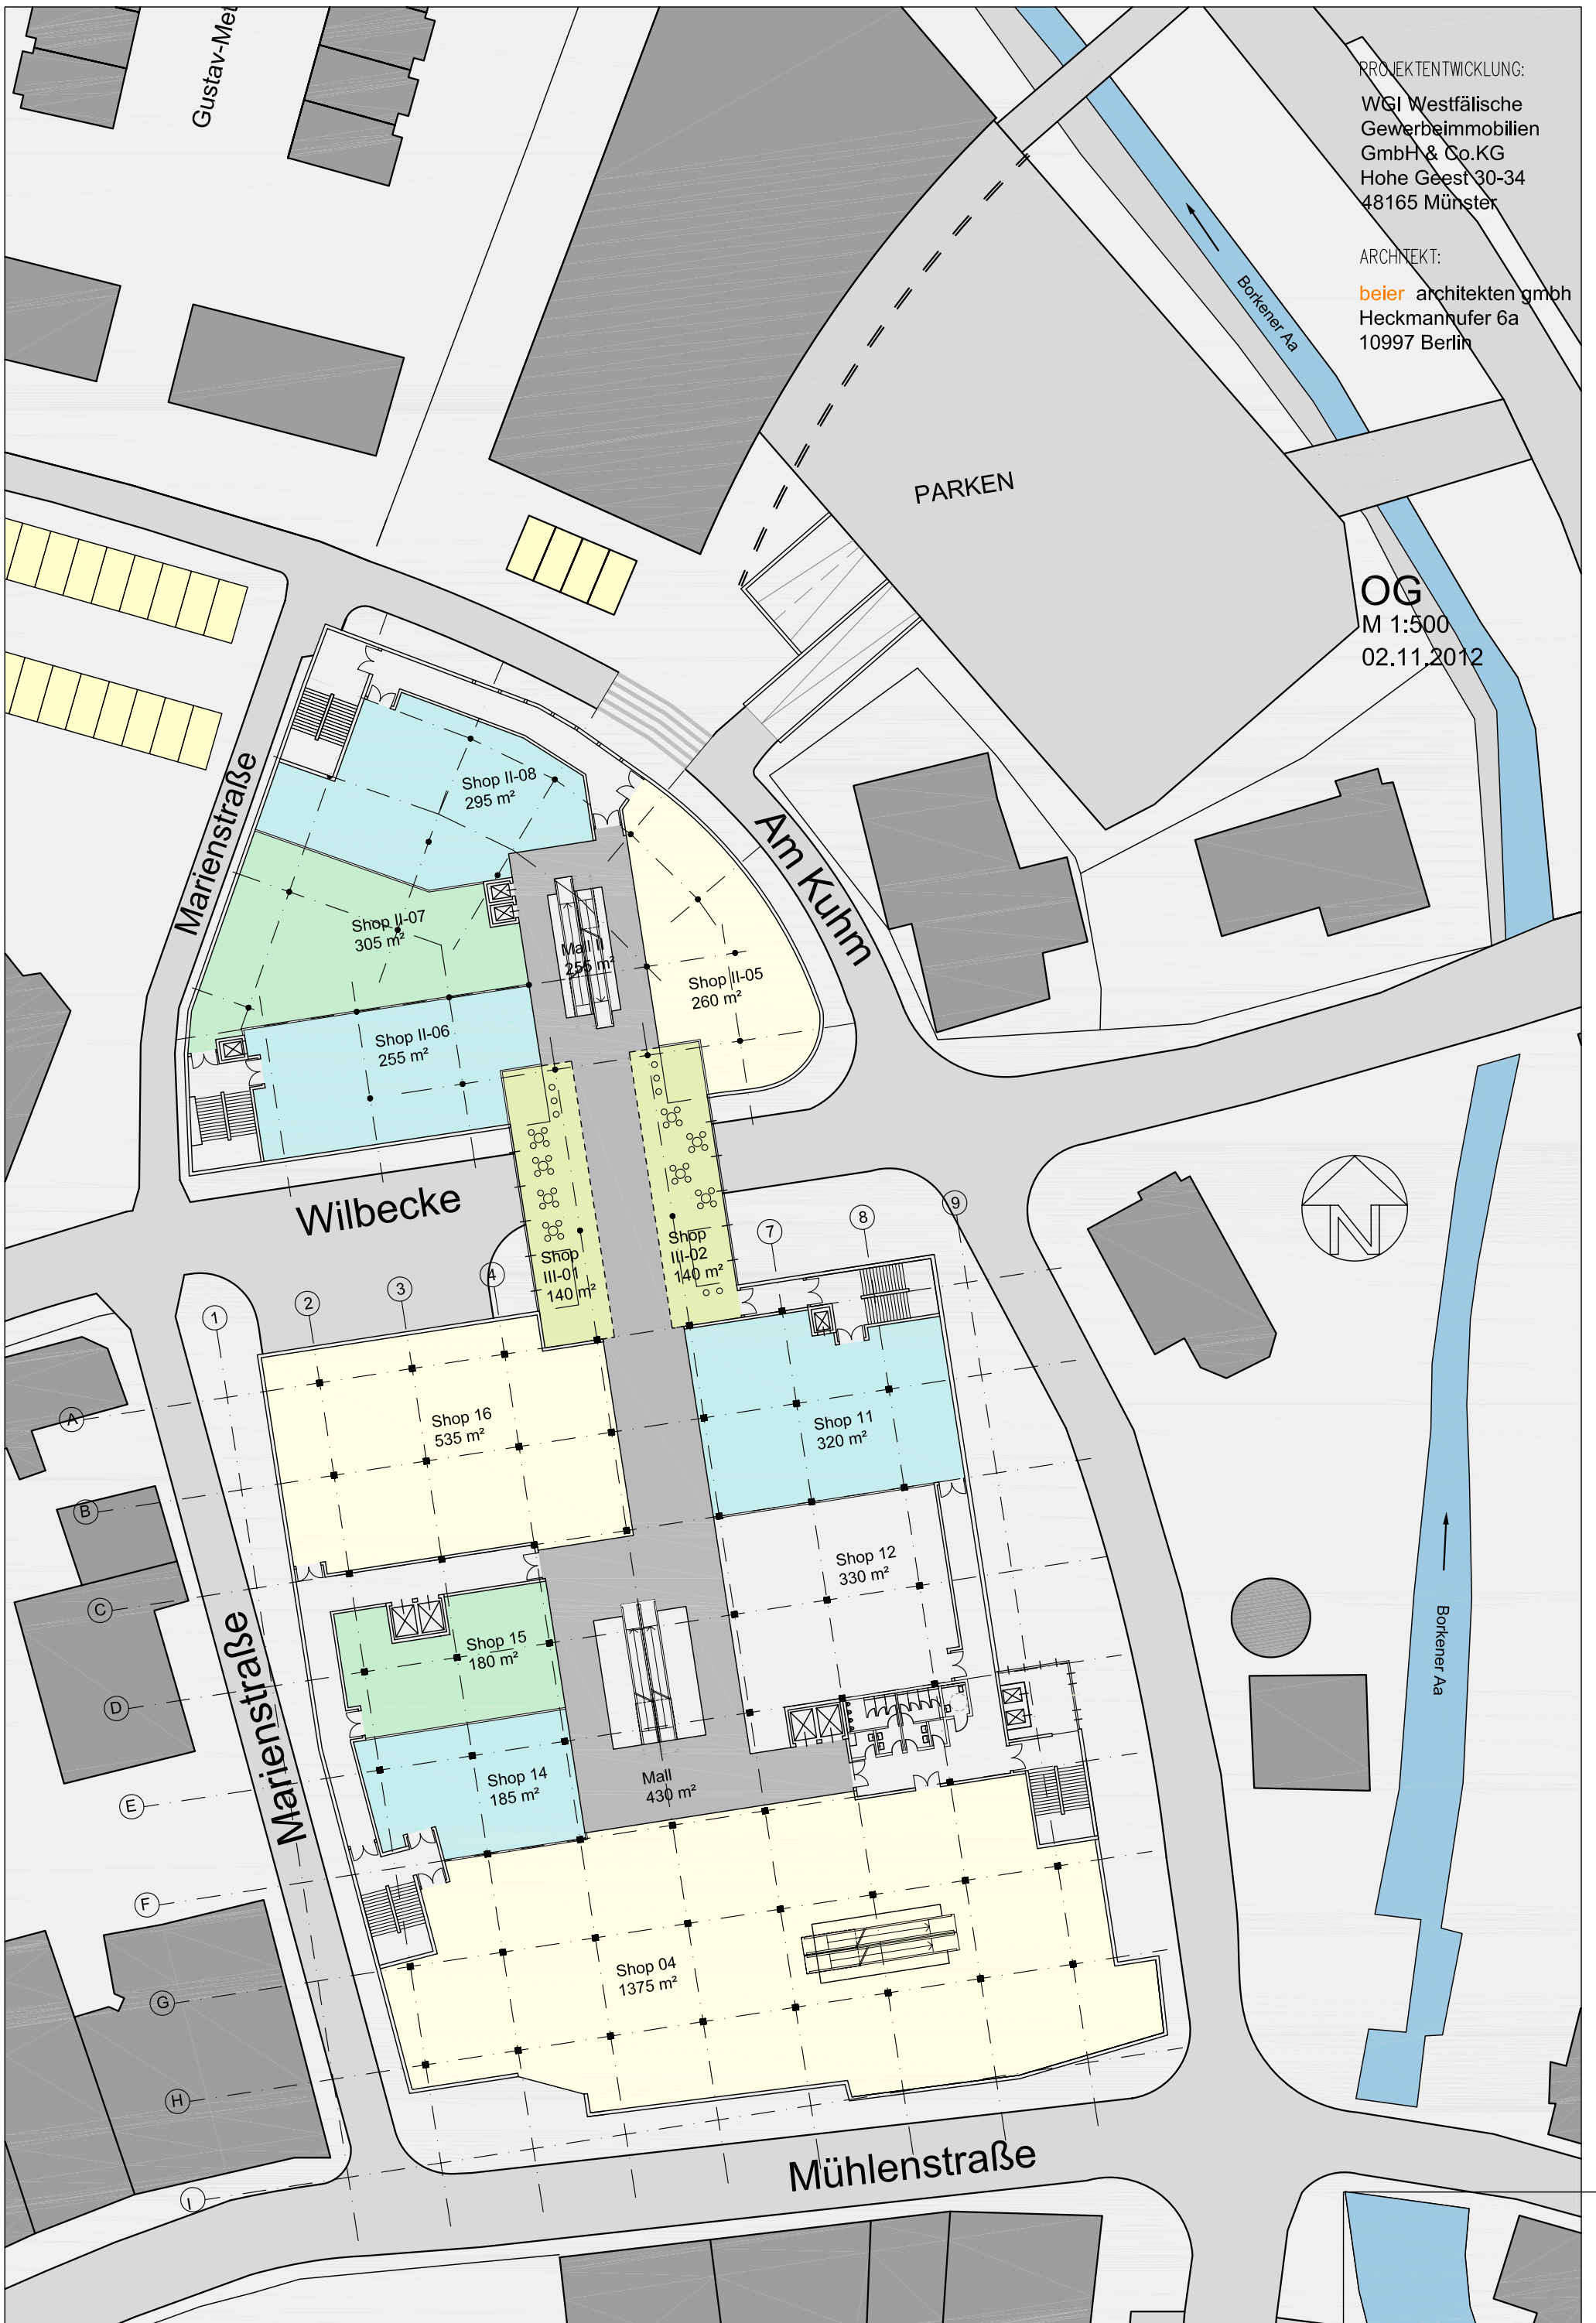 Gustav-Met
PROJEKTENTWICKLUNG:
WGI Westfälische
Gewerbeimmobilien
GmbH & Co.KG
Hohe Geest 30-34
48165 Münster
ARCHITEKT:
beier architekten gmbh
Heckmannufer 6a
10997 Berlin
Borkener Aa
PARKEN
OG
M 1:500
02.11.2012
Marienstraße
Shop II-08
295 m²
Am Kuhm
Shop II-07
305 m²
Mall II
255 m²
Shop II-05
260 m²
Shop II-06
255 m²
Wilbecke
Shop
III-01
140 m²
Shop
III-02
140 m²
N
1
2
3
4
7
8
9
A
B
C
D
E
F
G
H
I
Shop 16
535 m²
Shop 11
320 m²
Shop 12
330 m²
Shop 15
180 m²
Marienstraße
Shop 14
185 m²
Mall
430 m²
Borkener Aa
Shop 04
1375 m²
Mühlenstraße